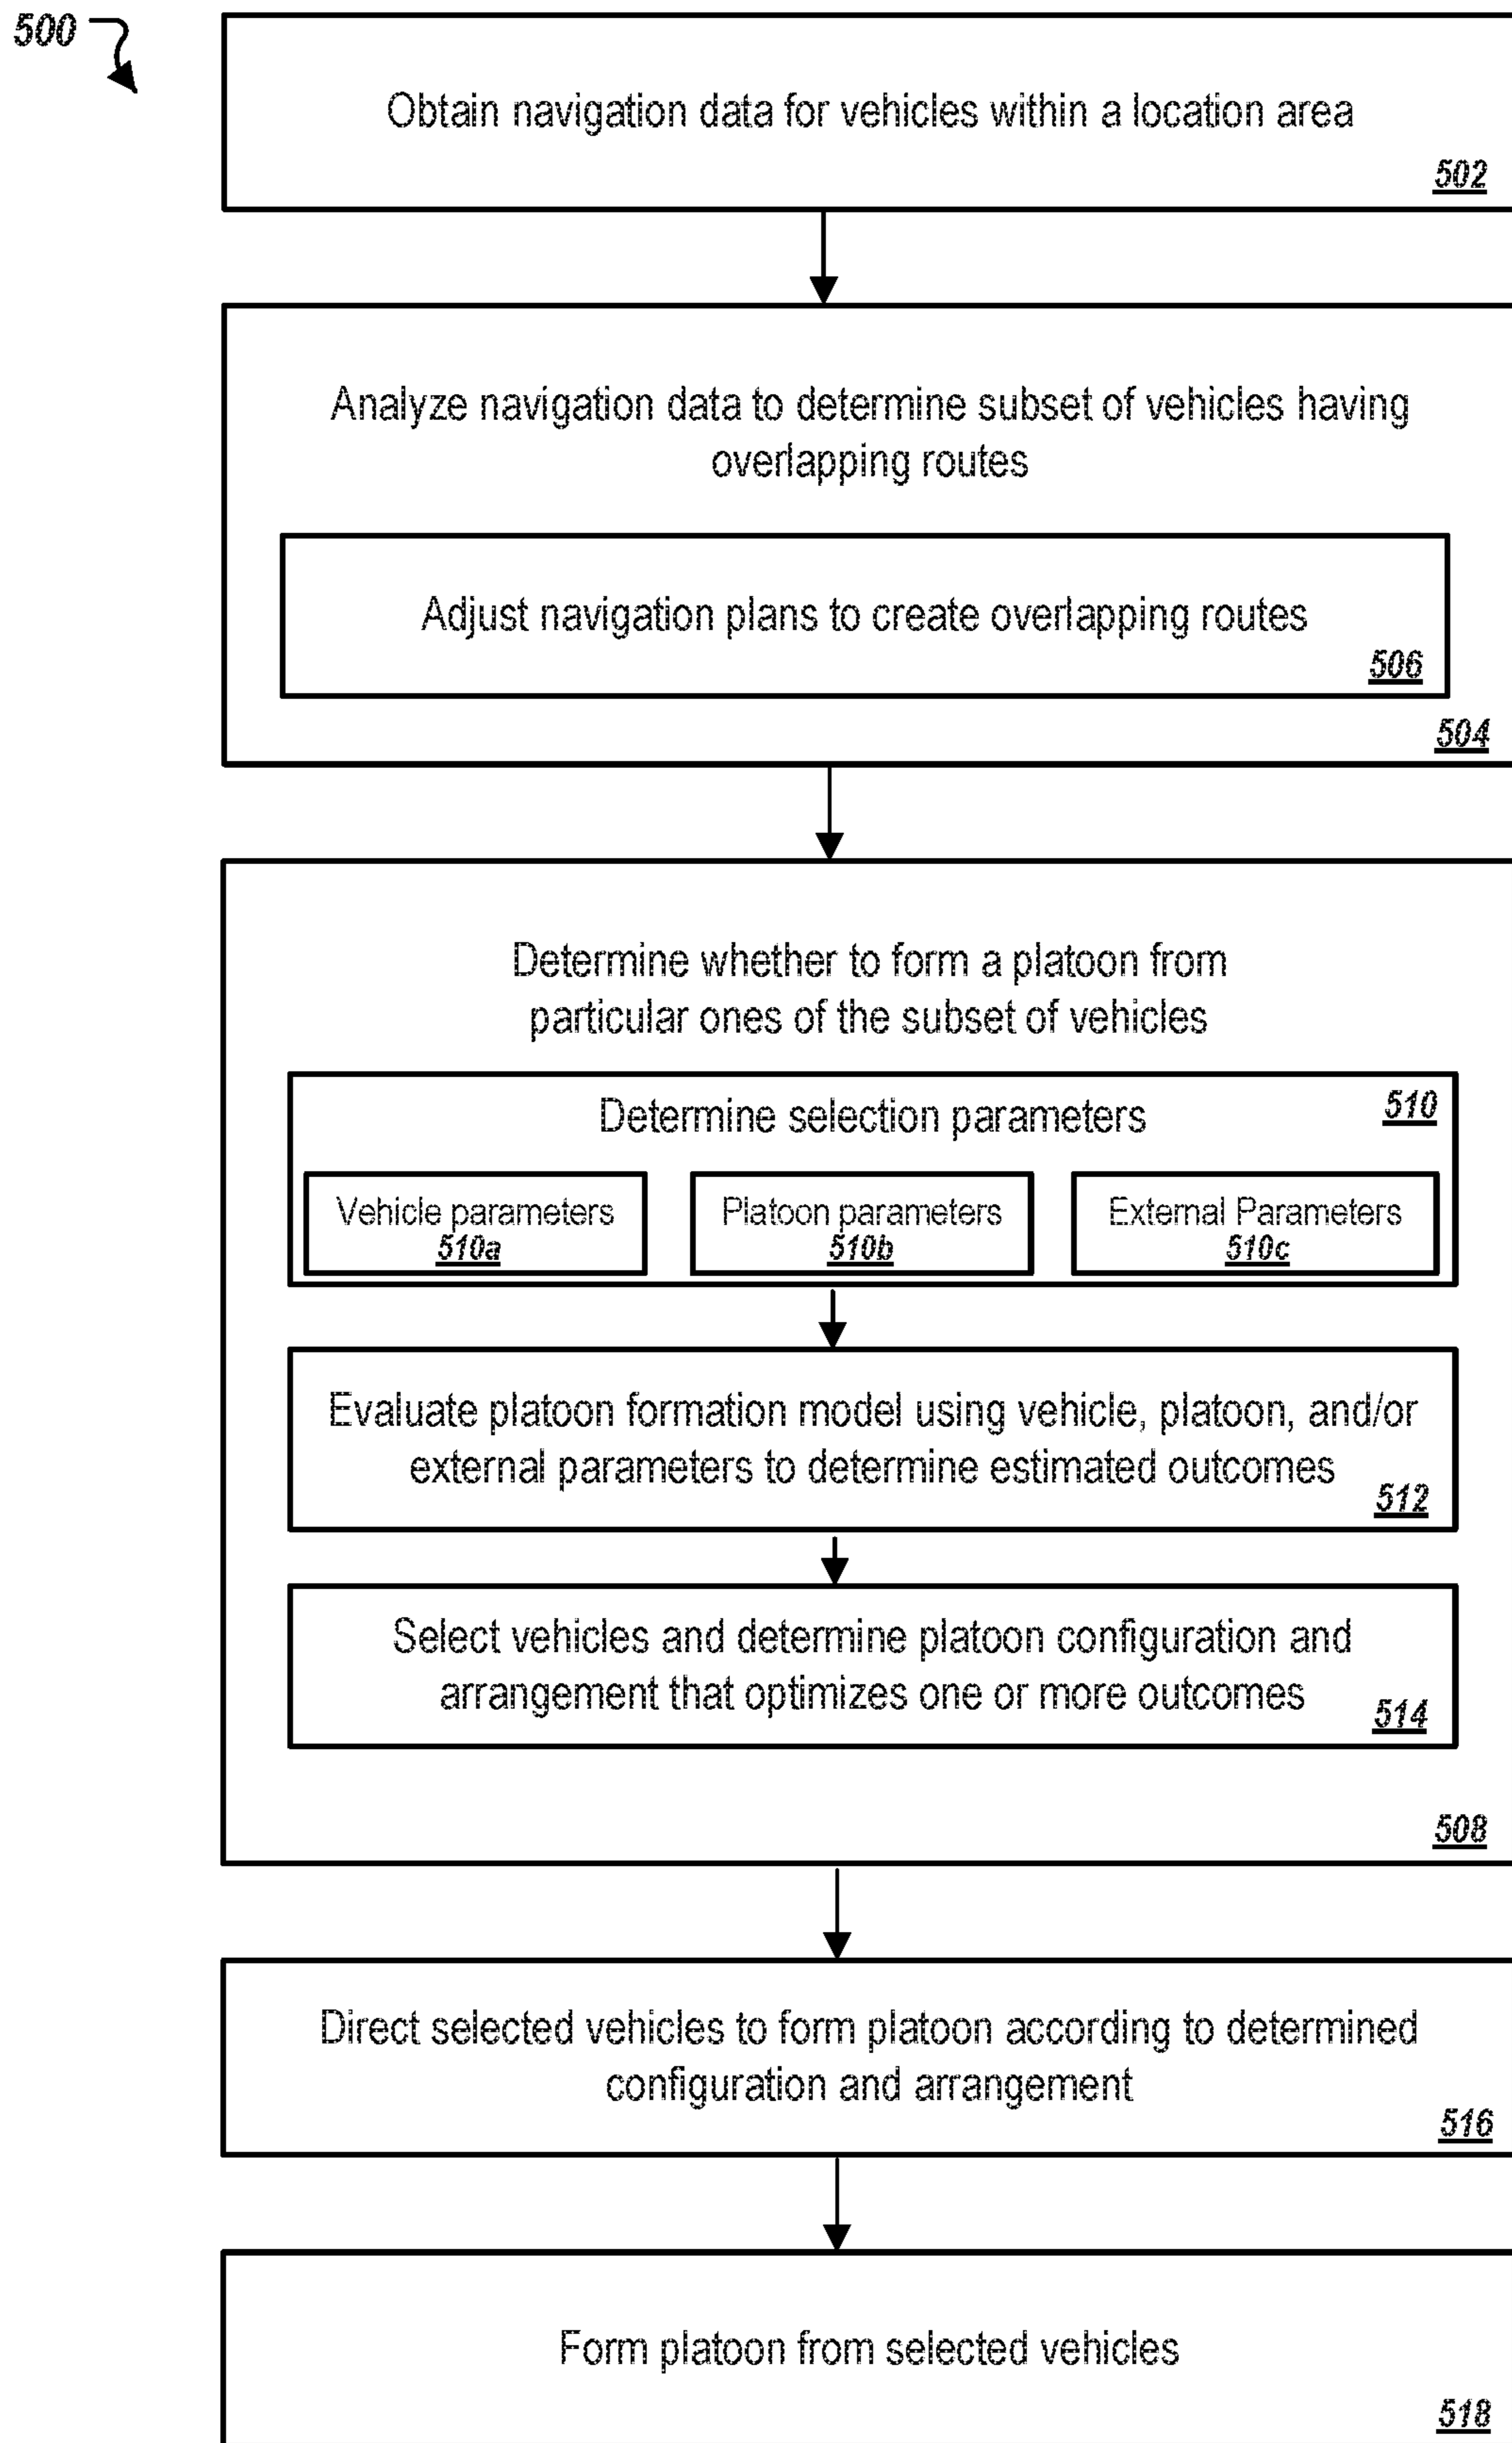 500
Obtain navigation data for vehicles within a location area
502
Analyze navigation data to determine subset of vehicles having
overlapping routes
Adjust navigation plans to create overlapping routes
506
504
Determine whether to form a platoon from
particular ones of the subset of vehicles
Determine selection parameters
510
Vehicle parameters
510a
Platoon parameters
510b
External Parameters
510c
Evaluate platoon formation model using vehicle, platoon, and/or
external parameters to determine estimated outcomes
512
Select vehicles and determine platoon configuration and
arrangement that optimizes one or more outcomes
514
508
Direct selected vehicles to form platoon according to determined
configuration and arrangement
516
Form platoon from selected vehicles
518